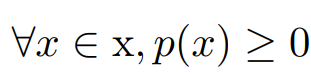 ∀x ∈ x, p(x) ≥ 0